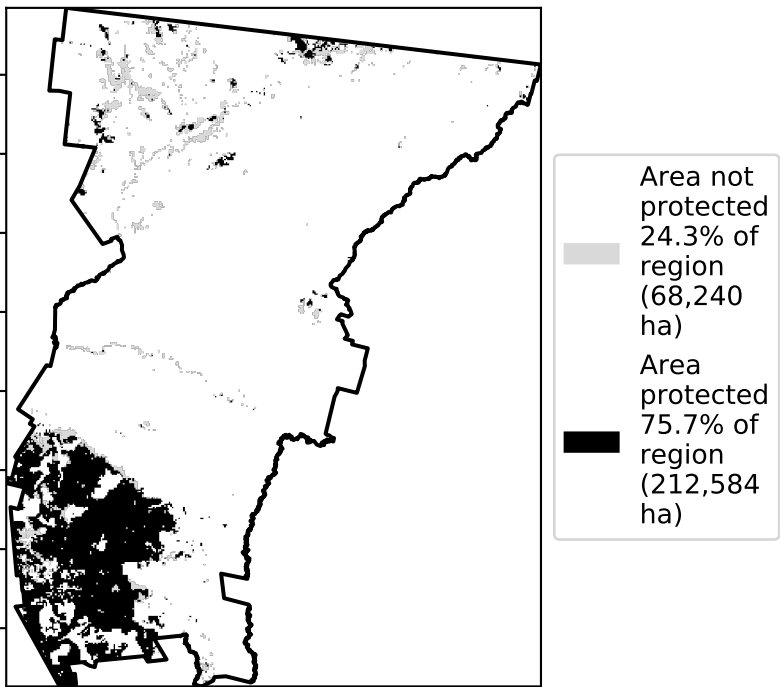 Area not
protected
24.3% of
region
(68,240
ha)
Area
protected
75.7% of
region
(212,584
ha)